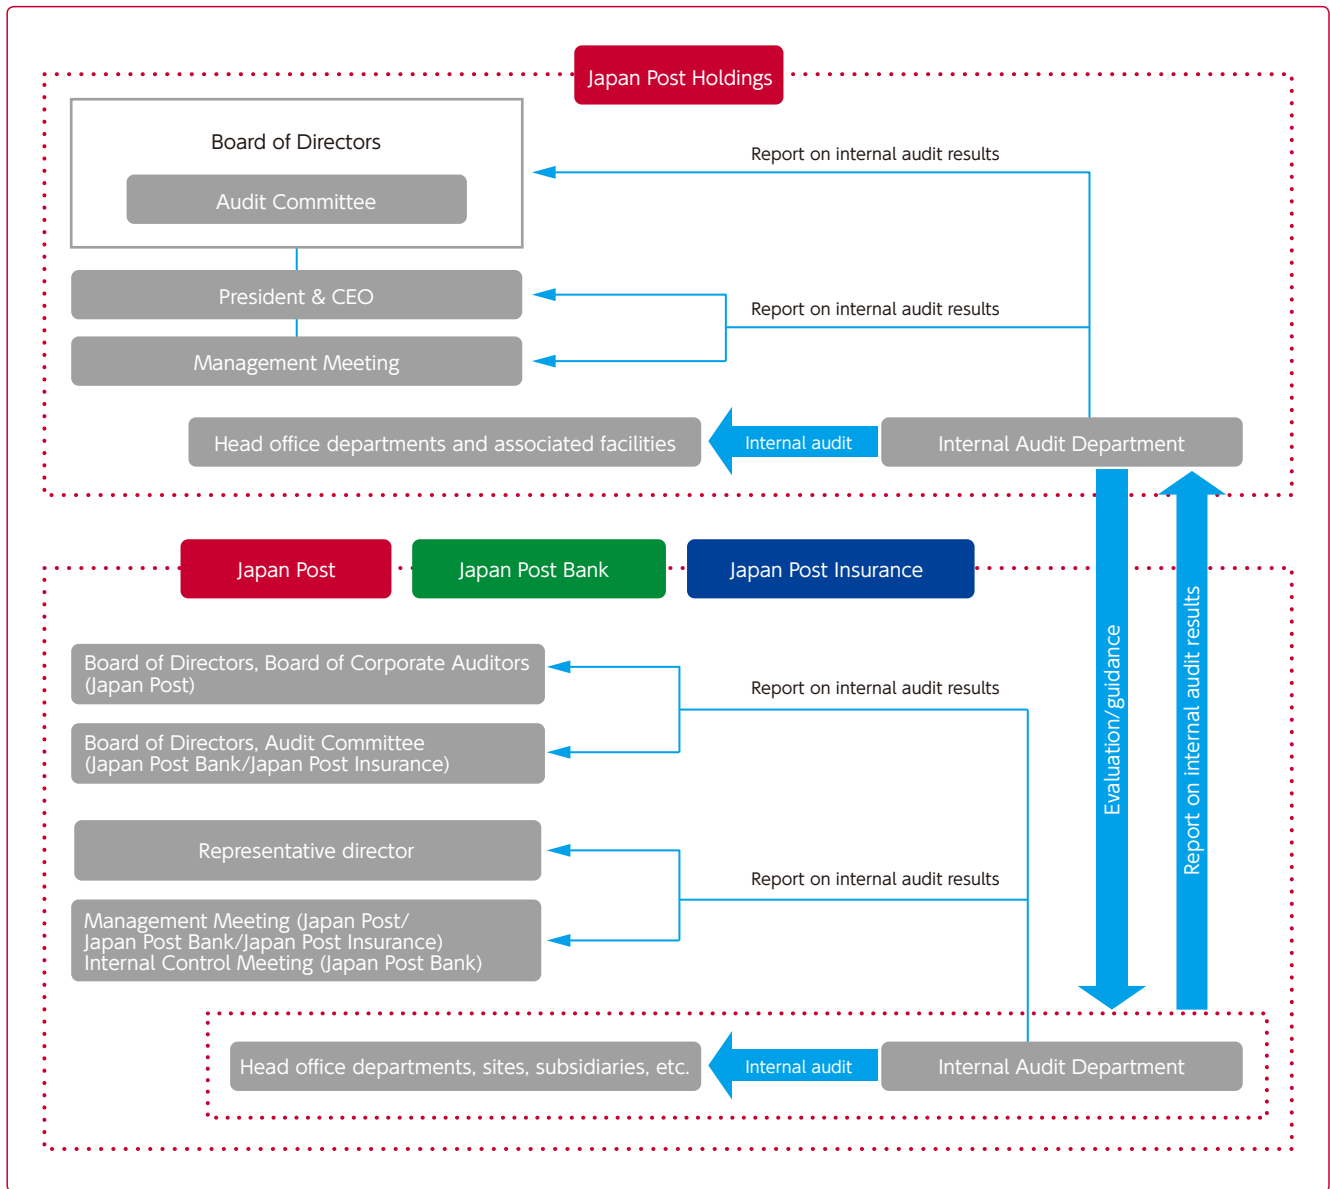 Japan Post Holdings
Board of Directors
Audit Committee
Report on internal audit results
President & CEO
Report on internal audit results
Management Meeting
Head office departments and associated facilities
Internal audit
Internal Audit Department
Japan Post
Japan Post Bank
Japan Post Insurance
Evaluation/guidance
Report on internal audit results
Board of Directors, Board of Corporate Auditors
(Japan Post)
Report on internal audit results
Board of Directors, Audit Committee
(Japan Post Bank/Japan Post Insurance)
Representative director
Report on internal audit results
Management Meeting (Japan Post/
Japan Post Bank/Japan Post Insurance)
Internal Control Meeting (Japan Post Bank)
Head office departments, sites, subsidiaries, etc.
Internal audit
Internal Audit Department